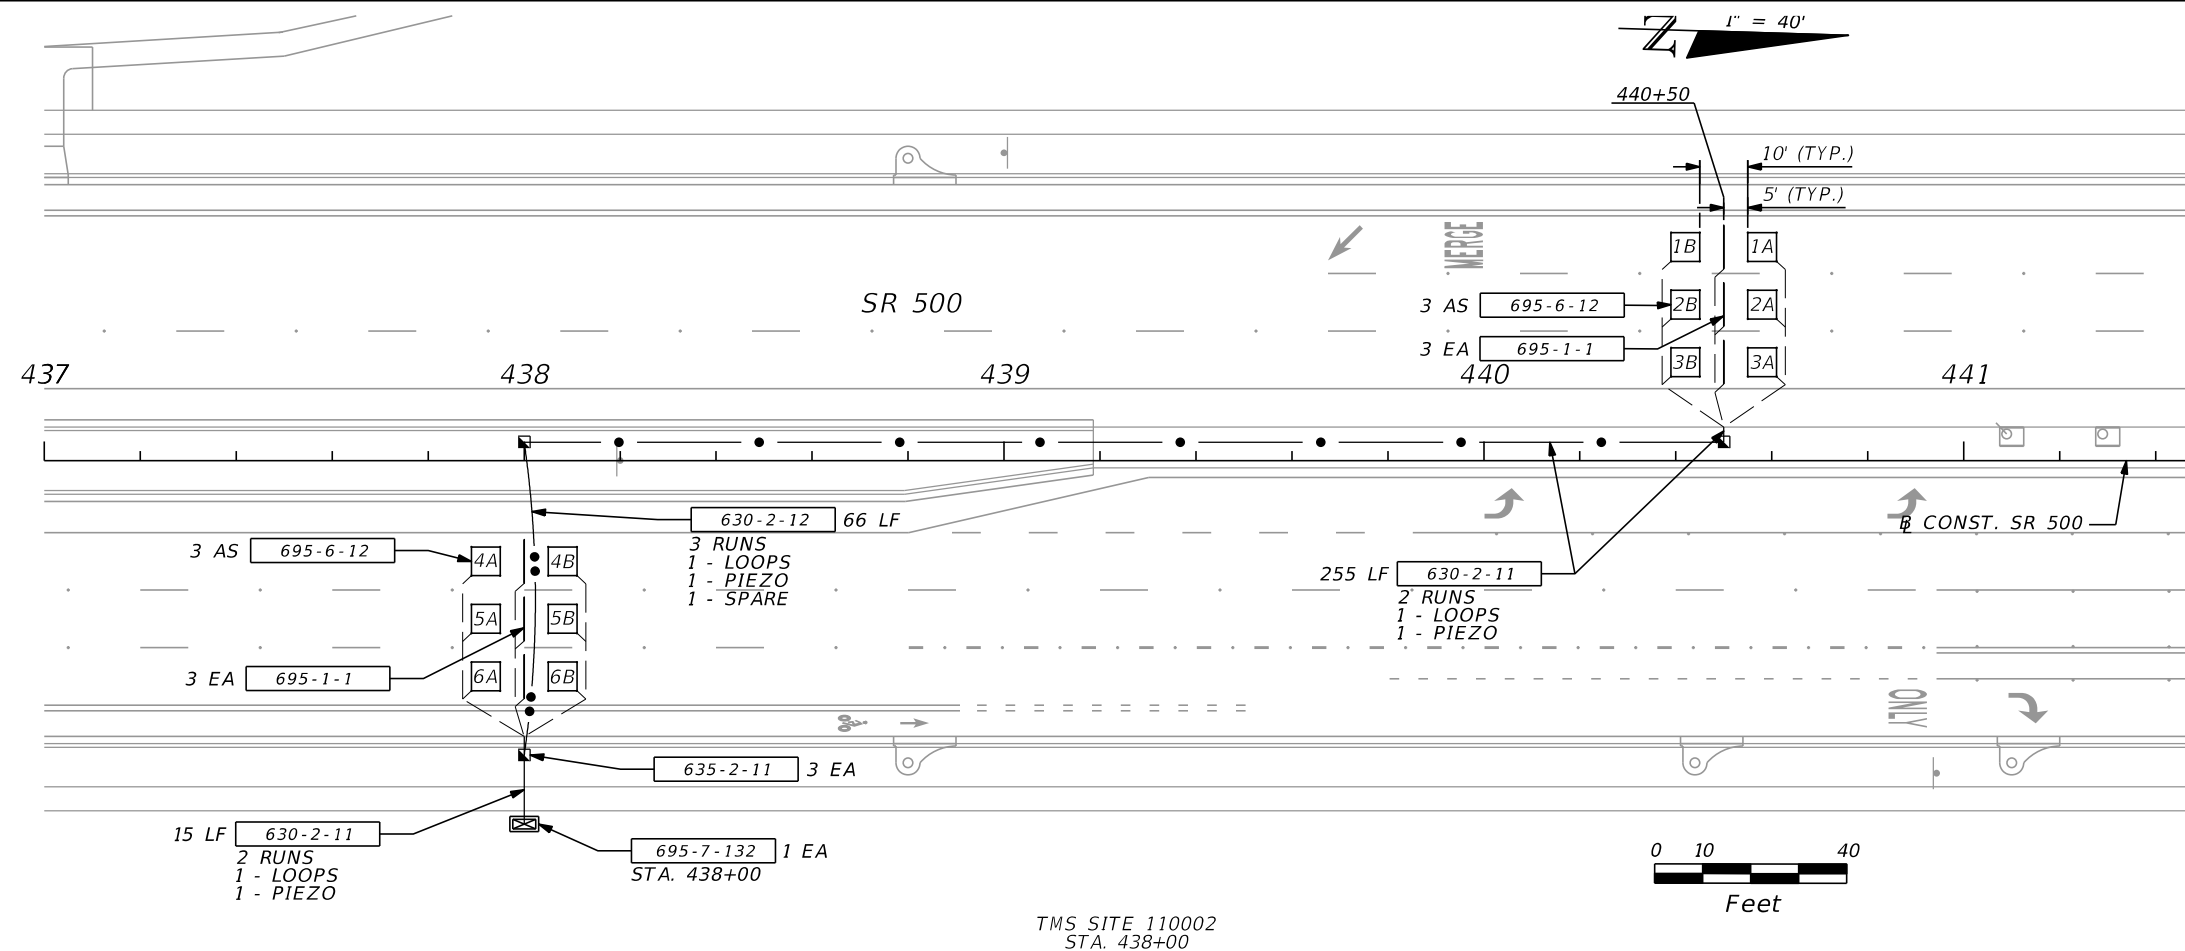 N
1" = 40'
440+50
10' (TYP.)
5' (TYP.)
MERGE
1B
1A
SR 500
3 AS 695-6-12
2B
2A
3 EA 695-1-1
3B
3A
437
438
439
440
441
630-2-12 66 LF
3 RUNS
1 - LOOPS
1 - PIEZO
1 - SPARE
B CONST. SR 500
3 AS 695-6-12
4A
4B
255 LF 630-2-11
2 RUNS
1 - LOOPS
1 - PIEZO
5A
5B
3 EA 695-1-1
6A
6B
ONLY
635-2-11 3 EA
15 LF 630-2-11
2 RUNS
1 - LOOPS
1 - PIEZO
695-7-132 1 EA
STA. 438+00
0 10 40
Feet
TMS SITE 110002
STA. 438+00